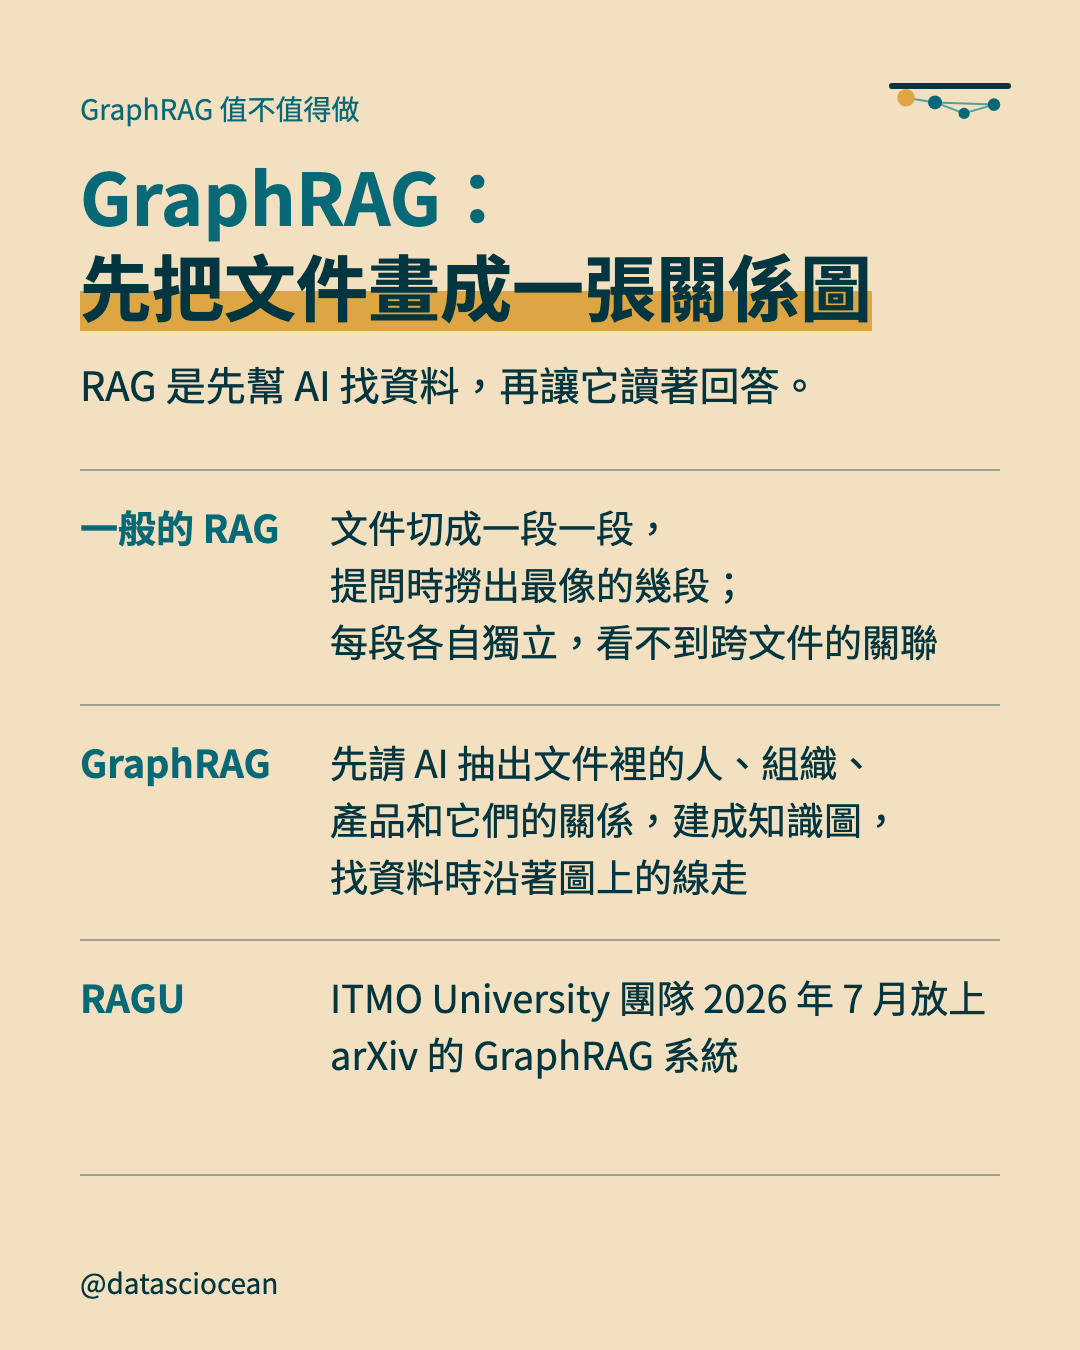 GraphRAG 值不值得做
GraphRAG：
先把文件畫成一張關係圖
RAG 是先幫 AI 找資料，再讓它讀著回答。
一般的 RAG
文件切成一段一段，
提問時撈出最像的幾段；
每段各自獨立，看不到跨文件的關聯
GraphRAG
先請 AI 抽出文件裡的人、組織、
產品和它們的關係，建成知識圖，
找資料時沿著圖上的線走
RAGU
ITMO University 團隊 2026 年 7 月放上
arXiv 的 GraphRAG 系統
@datasciocean